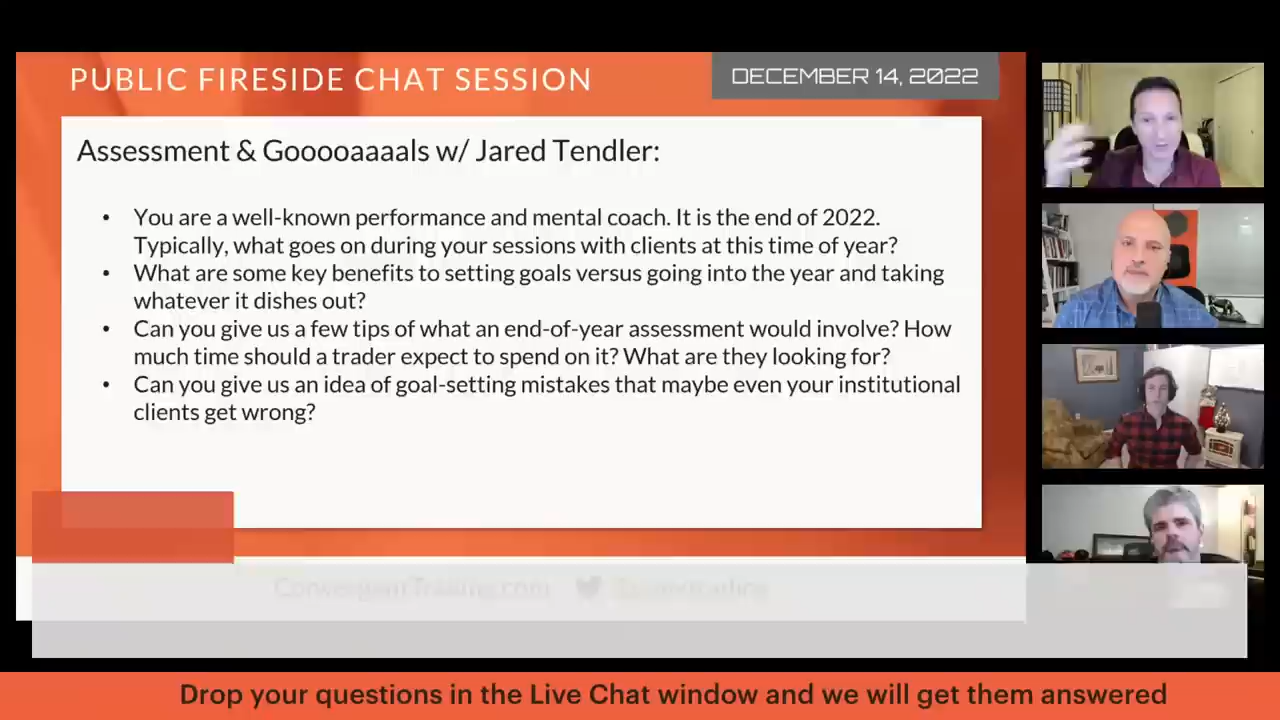 PUBLIC FIRESIDE CHAT SESSION
DECEMBER 14, 2022
Assessment & Gooooaaaals w/ Jared Tendler:
• You are a well-known performance and mental coach. It is the end of 2022.
Typically, what goes on during your sessions with clients at this time of year?
• What are some key benefits to setting goals versus going into the year and taking
whatever it dishes out?
• Can you give us a few tips of what an end-of-year assessment would involve? How
much time should a trader expect to spend on it? What are they looking for?
• Can you give us an idea of goal-setting mistakes that maybe even your institutional
clients get wrong?
ConvergentTrading.com
Drop your questions in the Live Chat window and we will get them answered